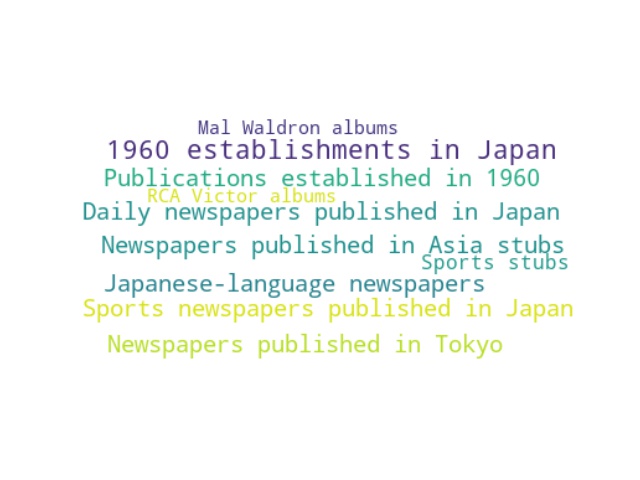 Mal Waldron albums
1960 establishments in Japan
Publications established in 1960
RCA Victor albums
Daily newspapers published in Japan
Newspapers published in Asia stubs
Sports stubs
Japanese-language newspapers
Sports newspapers published in Japan
Newspapers published in Tokyo